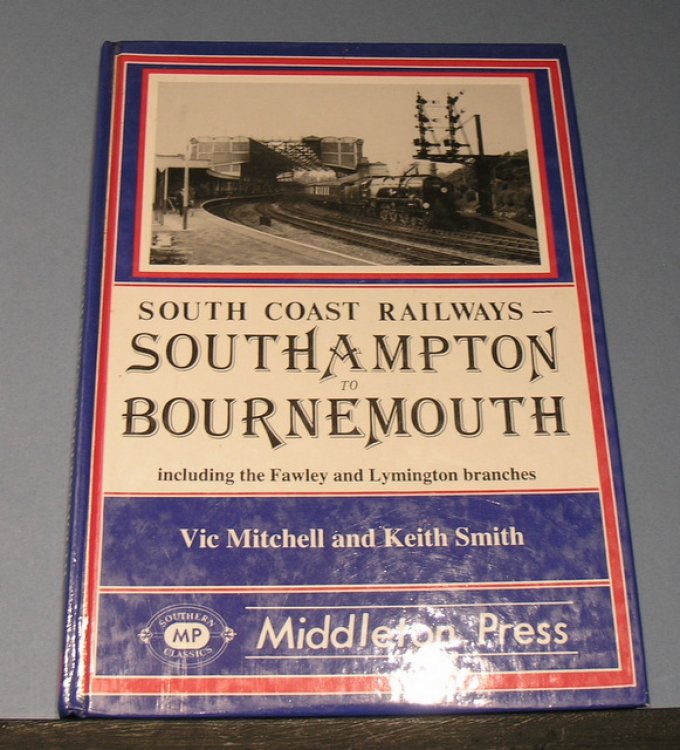 SOUTH COAST RAILWAYS —
SOUTHAMPTON
TO
BOURNEMOUTH
including the Fawley and Lymington branches
Vic Mitchell and Keith Smith
SOUTHERN
MP
CLASSICS
Middleton Press